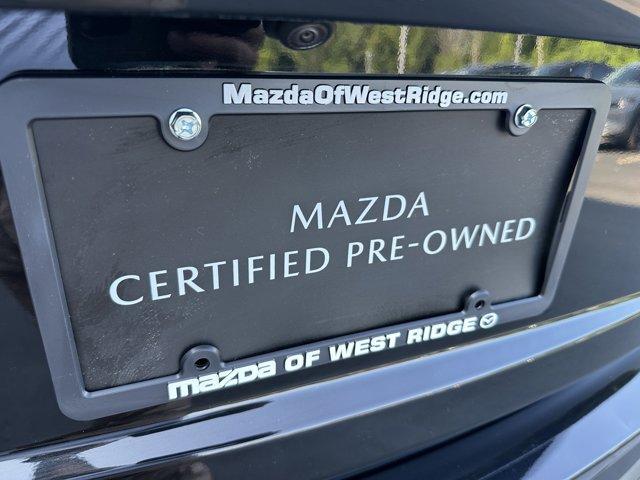 MazdaOfWestRidge.com
MAZDA
CERTIFIED PRE-OWNED
mazDa OF WEST RIDGE